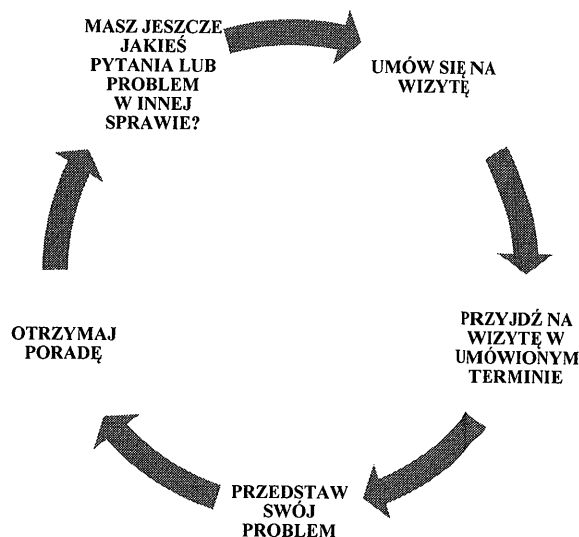 MASZ JESZCZE
JAKIEŚ
PYTANIA LUB
PROBLEM
W INNEJ
SPRAWIE?
UMÓW SIĘ NA
WIZYTĘ
PRZYJDŹ NA
WIZYTĘ W
UMÓWIONYM
TERMINIE
PRZEDSTAW
SWÓJ
PROBLEM
OTRZYMAJ
PORADĘ